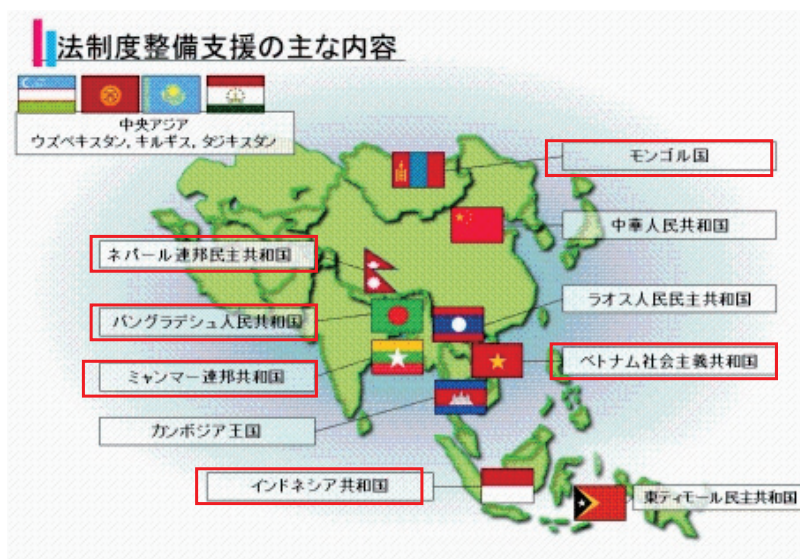 法制度整備支援の主な内容
中央アジア
ウズベキスタン，キルギス，タジキスタン
モンゴル国
中華人民共和国
ネパール連邦民主共和国
ラオス人民民主共和国
バングラデシュ人民共和国
ベトナム社会主義共和国
ミャンマー連邦共和国
カンボジア王国
インドネシア共和国
東ティモール民主共和国